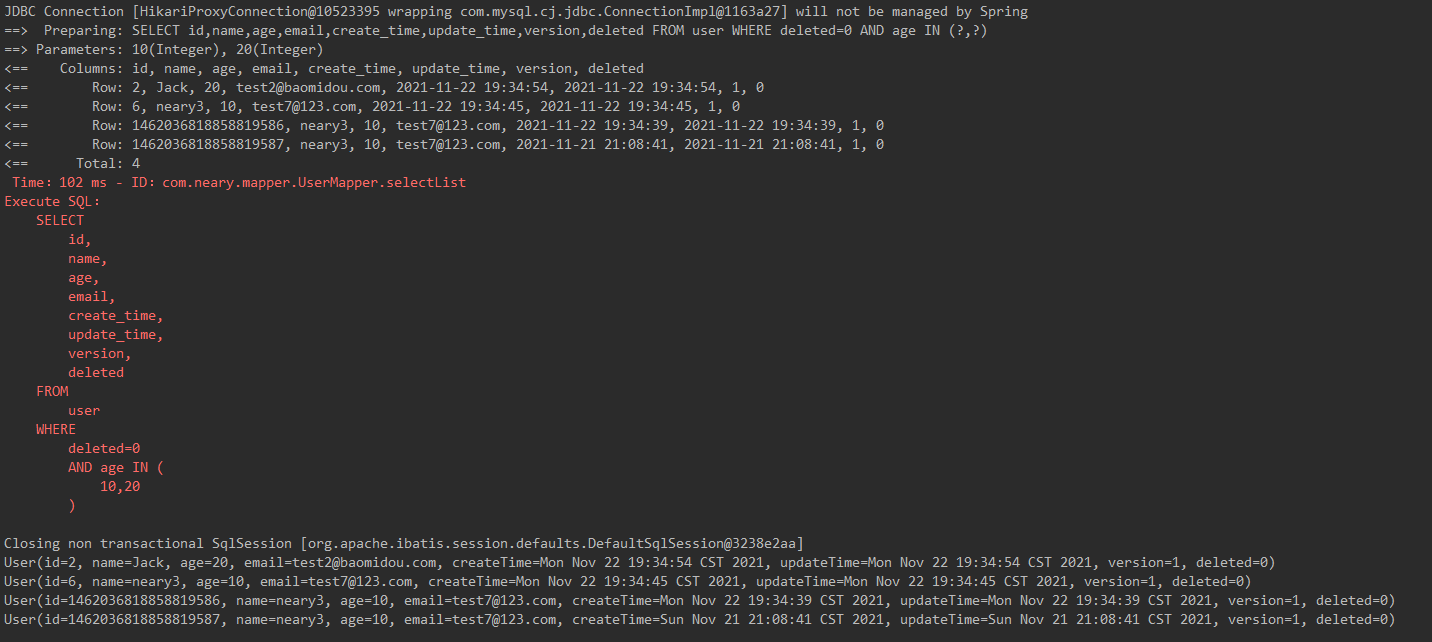 JDBC Connection [HikariProxyConnection@10523395 wrapping com.mysql.cj.jdbc.ConnectionImpl@1163a27] will not be managed by Spring
==>  Preparing: SELECT id,name,age,email,create_time,update_time,version,deleted FROM user WHERE deleted=0 AND age IN (?,?)
==> Parameters: 10(Integer), 20(Integer)
<==    Columns: id, name, age, email, create_time, update_time, version, deleted
<==        Row: 2, Jack, 20, test2@baomidou.com, 2021-11-22 19:34:54, 2021-11-22 19:34:54, 1, 0
<==        Row: 6, neary3, 10, test7@123.com, 2021-11-22 19:34:45, 2021-11-22 19:34:45, 1, 0
<==        Row: 1462036818858819586, neary3, 10, test7@123.com, 2021-11-22 19:34:39, 2021-11-22 19:34:39, 1, 0
<==        Row: 1462036818858819587, neary3, 10, test7@123.com, 2021-11-21 21:08:41, 2021-11-21 21:08:41, 1, 0
<==      Total: 4
 Time：102 ms - ID：com.neary.mapper.UserMapper.selectList
Execute SQL：
    SELECT
        id,
        name,
        age,
        email,
        create_time,
        update_time,
        version,
        deleted
    FROM
        user
    WHERE
        deleted=0
        AND age IN (
            10,20
        )
Closing non transactional SqlSession [org.apache.ibatis.session.defaults.DefaultSqlSession@3238e2aa]
User(id=2, name=Jack, age=20, email=test2@baomidou.com, createTime=Mon Nov 22 19:34:54 CST 2021, updateTime=Mon Nov 22 19:34:54 CST 2021, version=1, deleted=0)
User(id=6, name=neary3, age=10, email=test7@123.com, createTime=Mon Nov 22 19:34:45 CST 2021, updateTime=Mon Nov 22 19:34:45 CST 2021, version=1, deleted=0)
User(id=1462036818858819586, name=neary3, age=10, email=test7@123.com, createTime=Mon Nov 22 19:34:39 CST 2021, updateTime=Mon Nov 22 19:34:39 CST 2021, version=1, deleted=0)
User(id=1462036818858819587, name=neary3, age=10, email=test7@123.com, createTime=Sun Nov 21 21:08:41 CST 2021, updateTime=Sun Nov 21 21:08:41 CST 2021, version=1, deleted=0)